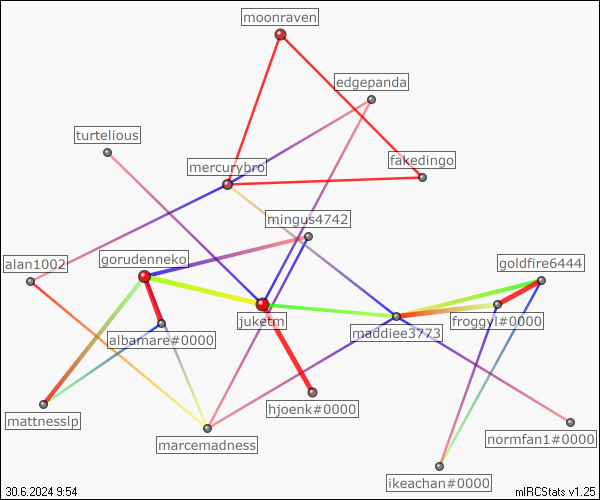 moonraven
edgepanda
turtelious
fakedingo
mercurybro
mingus4742
gorudenneko
goldfire6444
alan1002
juketm
froggyl#0000
maddiee3773
albamare#0000
hjoenk#0000
mattnesslp
normfan1#0000
marcemadness
ikeachan#0000
30.6.2024 9:54
mIRCStats v1.25